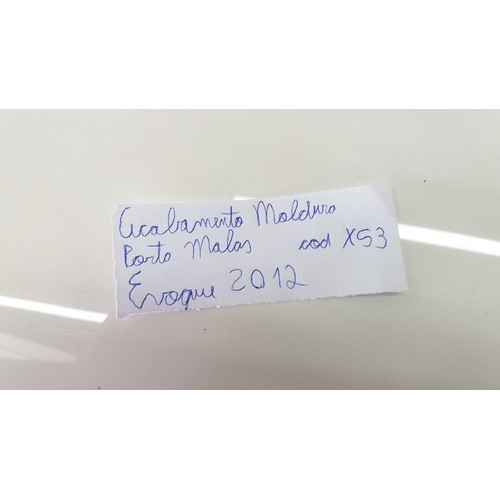 Acabamento Moldura
Porta Malas cod X53
Evoque 2012